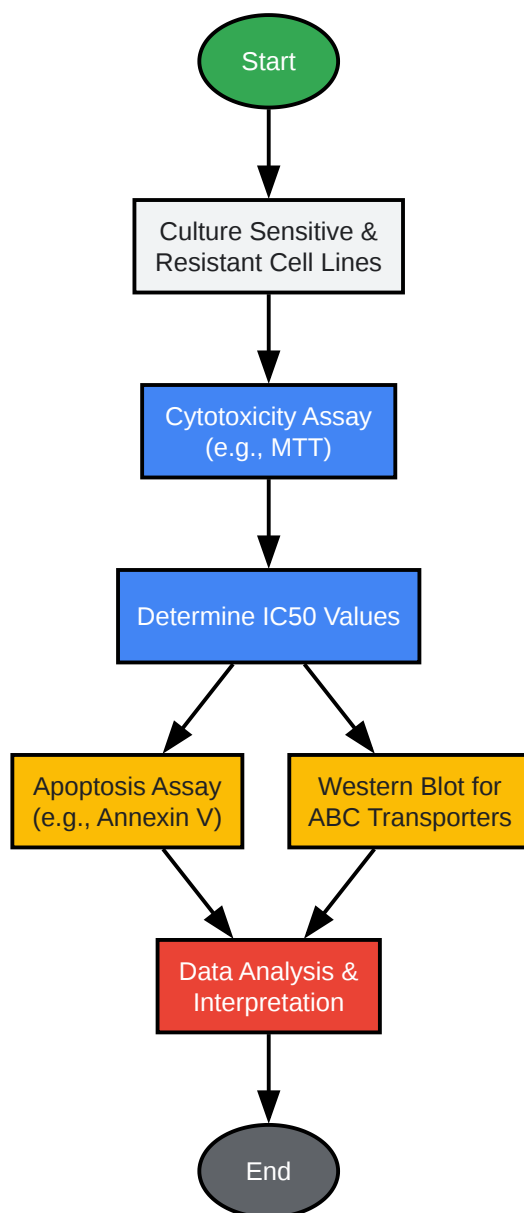 Start
Culture Sensitive &
Resistant Cell Lines
Cytotoxicity Assay
(e.g., MTT)
Determine IC50 Values
Apoptosis Assay
(e.g., Annexin V)
Western Blot for
ABC Transporters
Data Analysis &
Interpretation
End